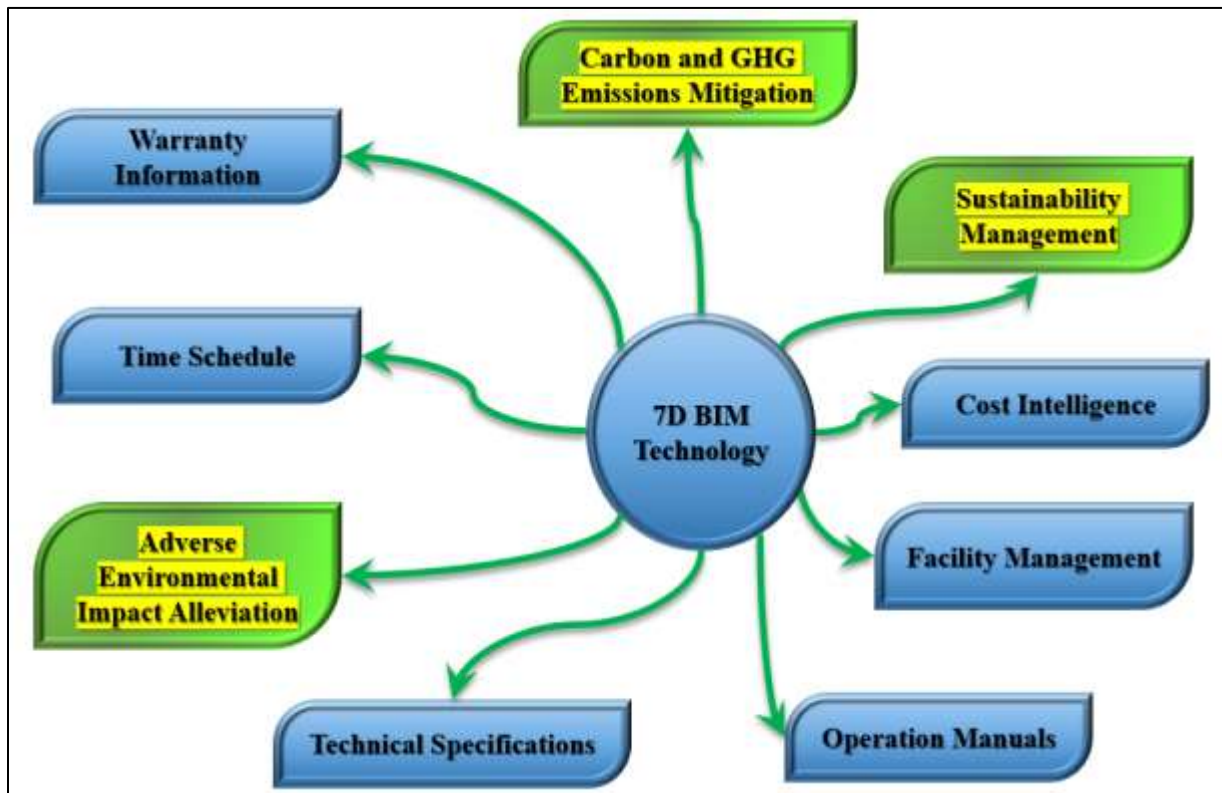 Carbon and GHG
Emissions Mitigation
Warranty
Information
Sustainability
Management
Time Schedule
Cost Intelligence
7D BIM
Technology
Adverse
Environmental
Impact Alleviation
Facility Management
Technical Specifications
Operation Manuals